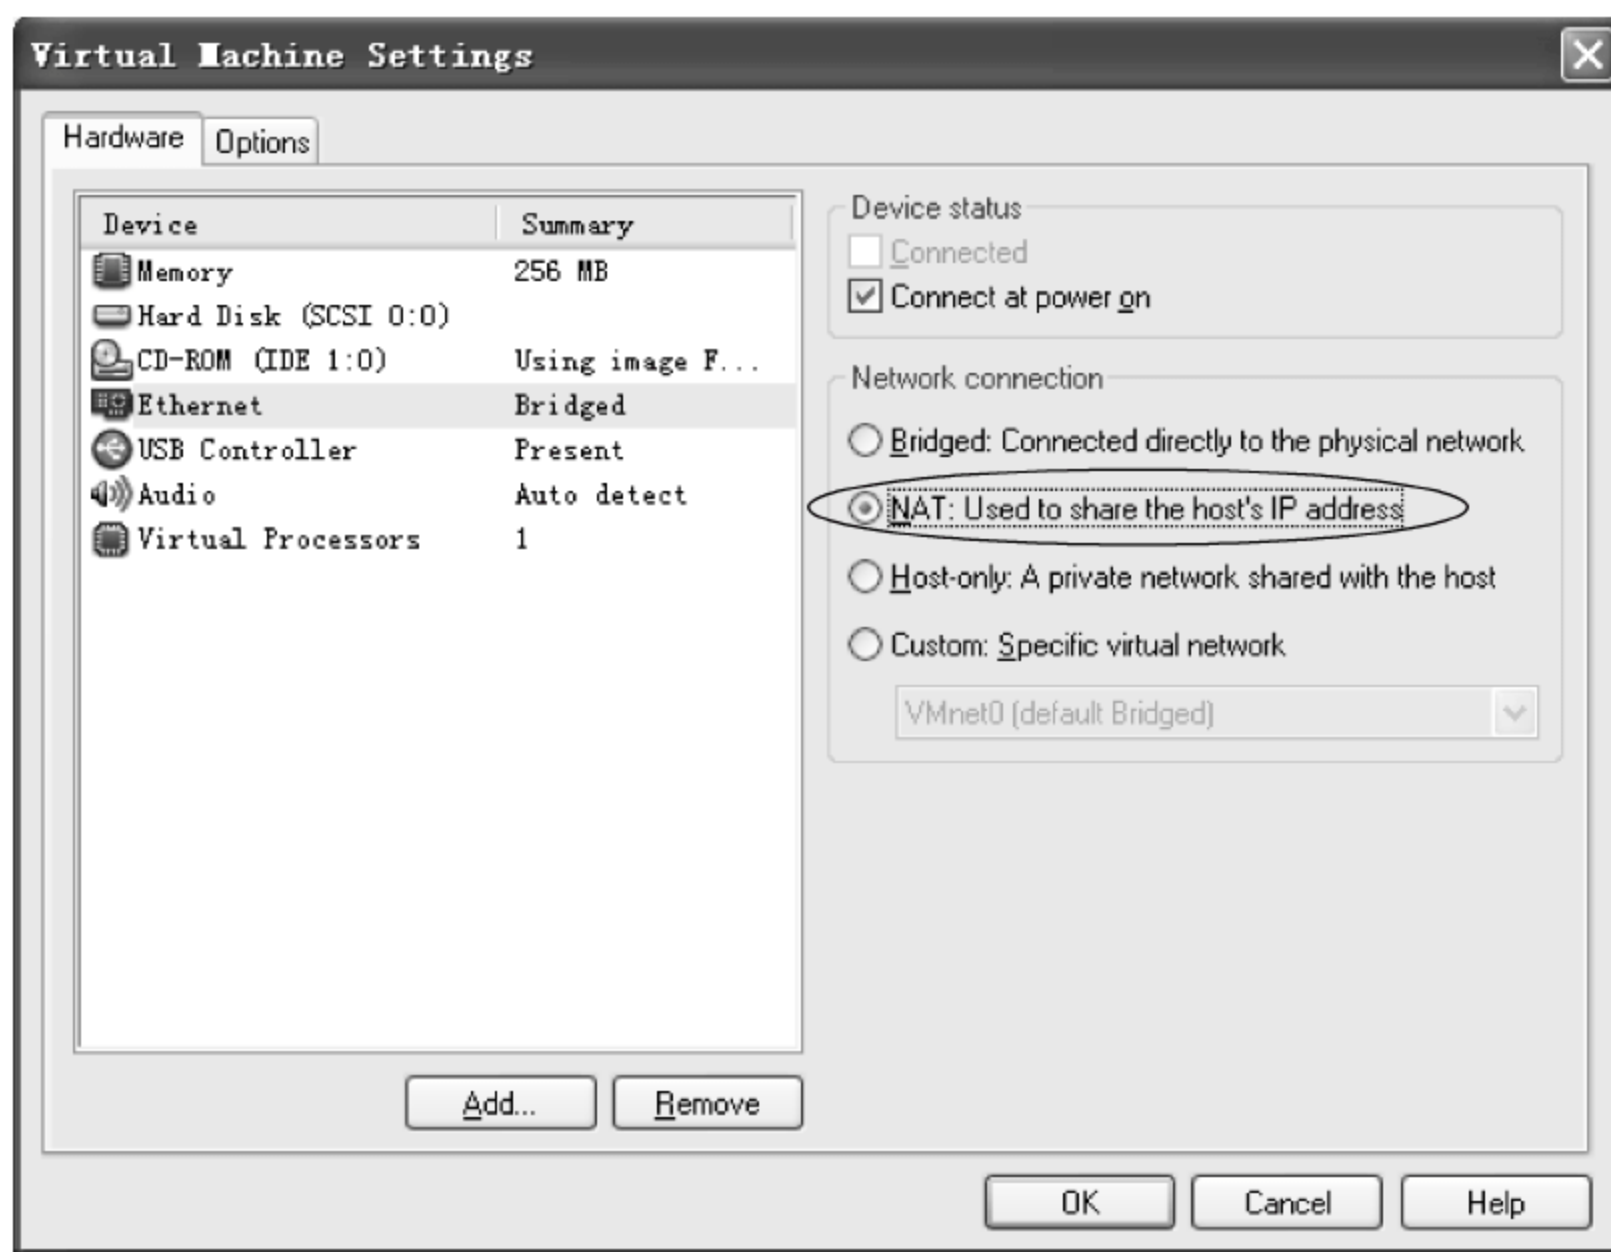 Virtual Machine Settings
Hardware
Options
Device Summary
Memory 256 MB
Hard Disk (SCSI 0:0)
CD-ROM (IDE 1:0) Using image F...
Ethernet Bridged
USB Controller Present
Audio Auto detect
Virtual Processors 1
Add...
Remove
Device status
Connected
Connect at power on
Network connection
Bridged: Connected directly to the physical network
NAT: Used to share the host's IP address
Host-only: A private network shared with the host
Custom: Specific virtual network
VMnet0 (default Bridged)
OK
Cancel
Help